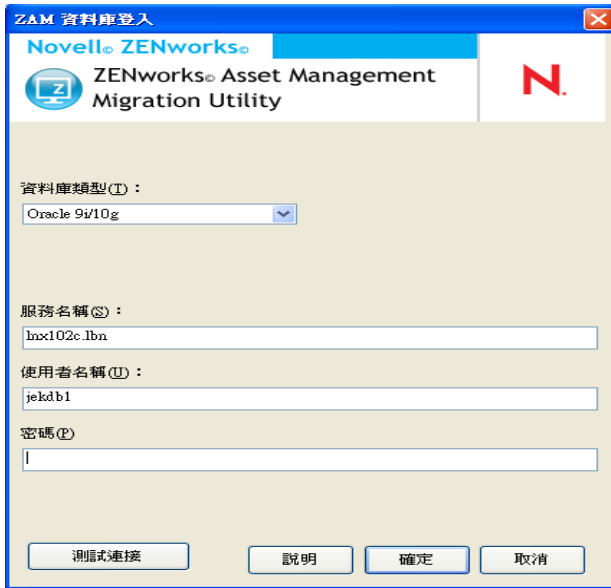 ZAM 資料庫登入
Novell® ZENworks®
ZENworks® Asset Management
Migration Utility
N.
資料庫類型(T)：
Oracle 9i/10g
服務名稱(S)：
lnx102c.lbn
使用者名稱(U)：
jekdb1
密碼(P)
測試連接
說明
確定
取消